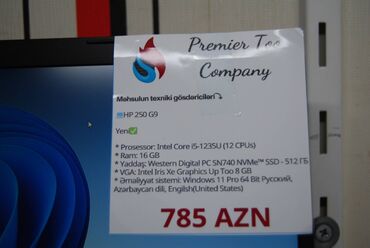 Premier Too
Company
Məhsulun texniki göstəriciləri
HP 250 G9
Yeni
* Prosessor: Intel Core i5-1235U (12 CPUs)
* Ram: 16 GB
* Yaddaş: Western Digital PC SN740 NVMe™ SSD - 512 ГБ
* VGA: Intel Iris Xe Graphics Up Too 8 GB
* Əməliyyat sistemi: Windows 11 Pro 64 Bit Русский,
Azərbaycan dili, English(United States)
785 AZN